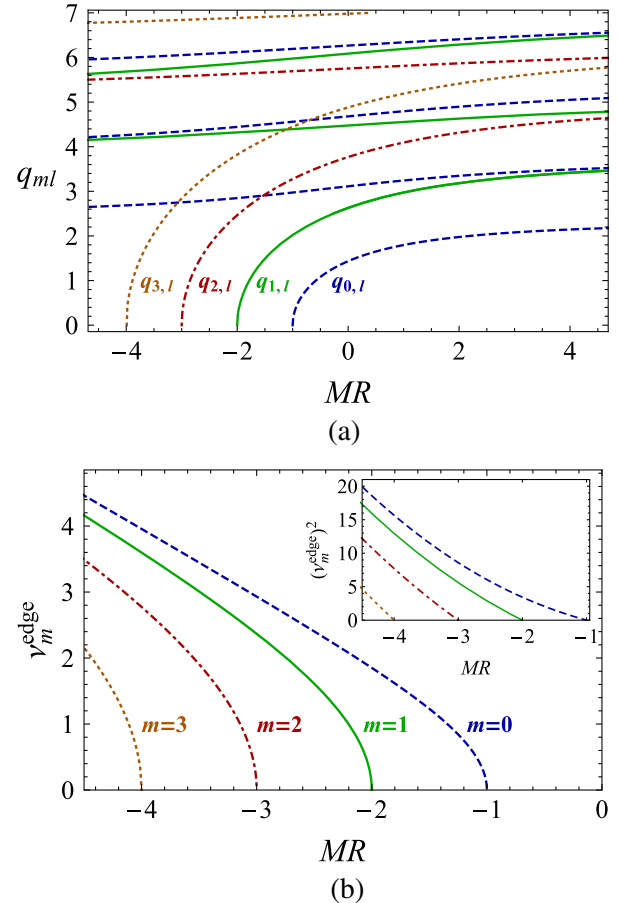 7
6
5
4
3
2
1
0
q_{ml}
q_{3,l}
q_{2,l}
q_{1,l}
q_{0,l}
−4
−2
0
2
4
MR
(a)
4
3
2
1
0
ν_m^{edge}
m=3
m=2
m=1
m=0
20
15
10
5
0
(ν_m^{edge})^2
−4
−3
−2
−1
MR
−4
−3
−2
−1
0
MR
(b)